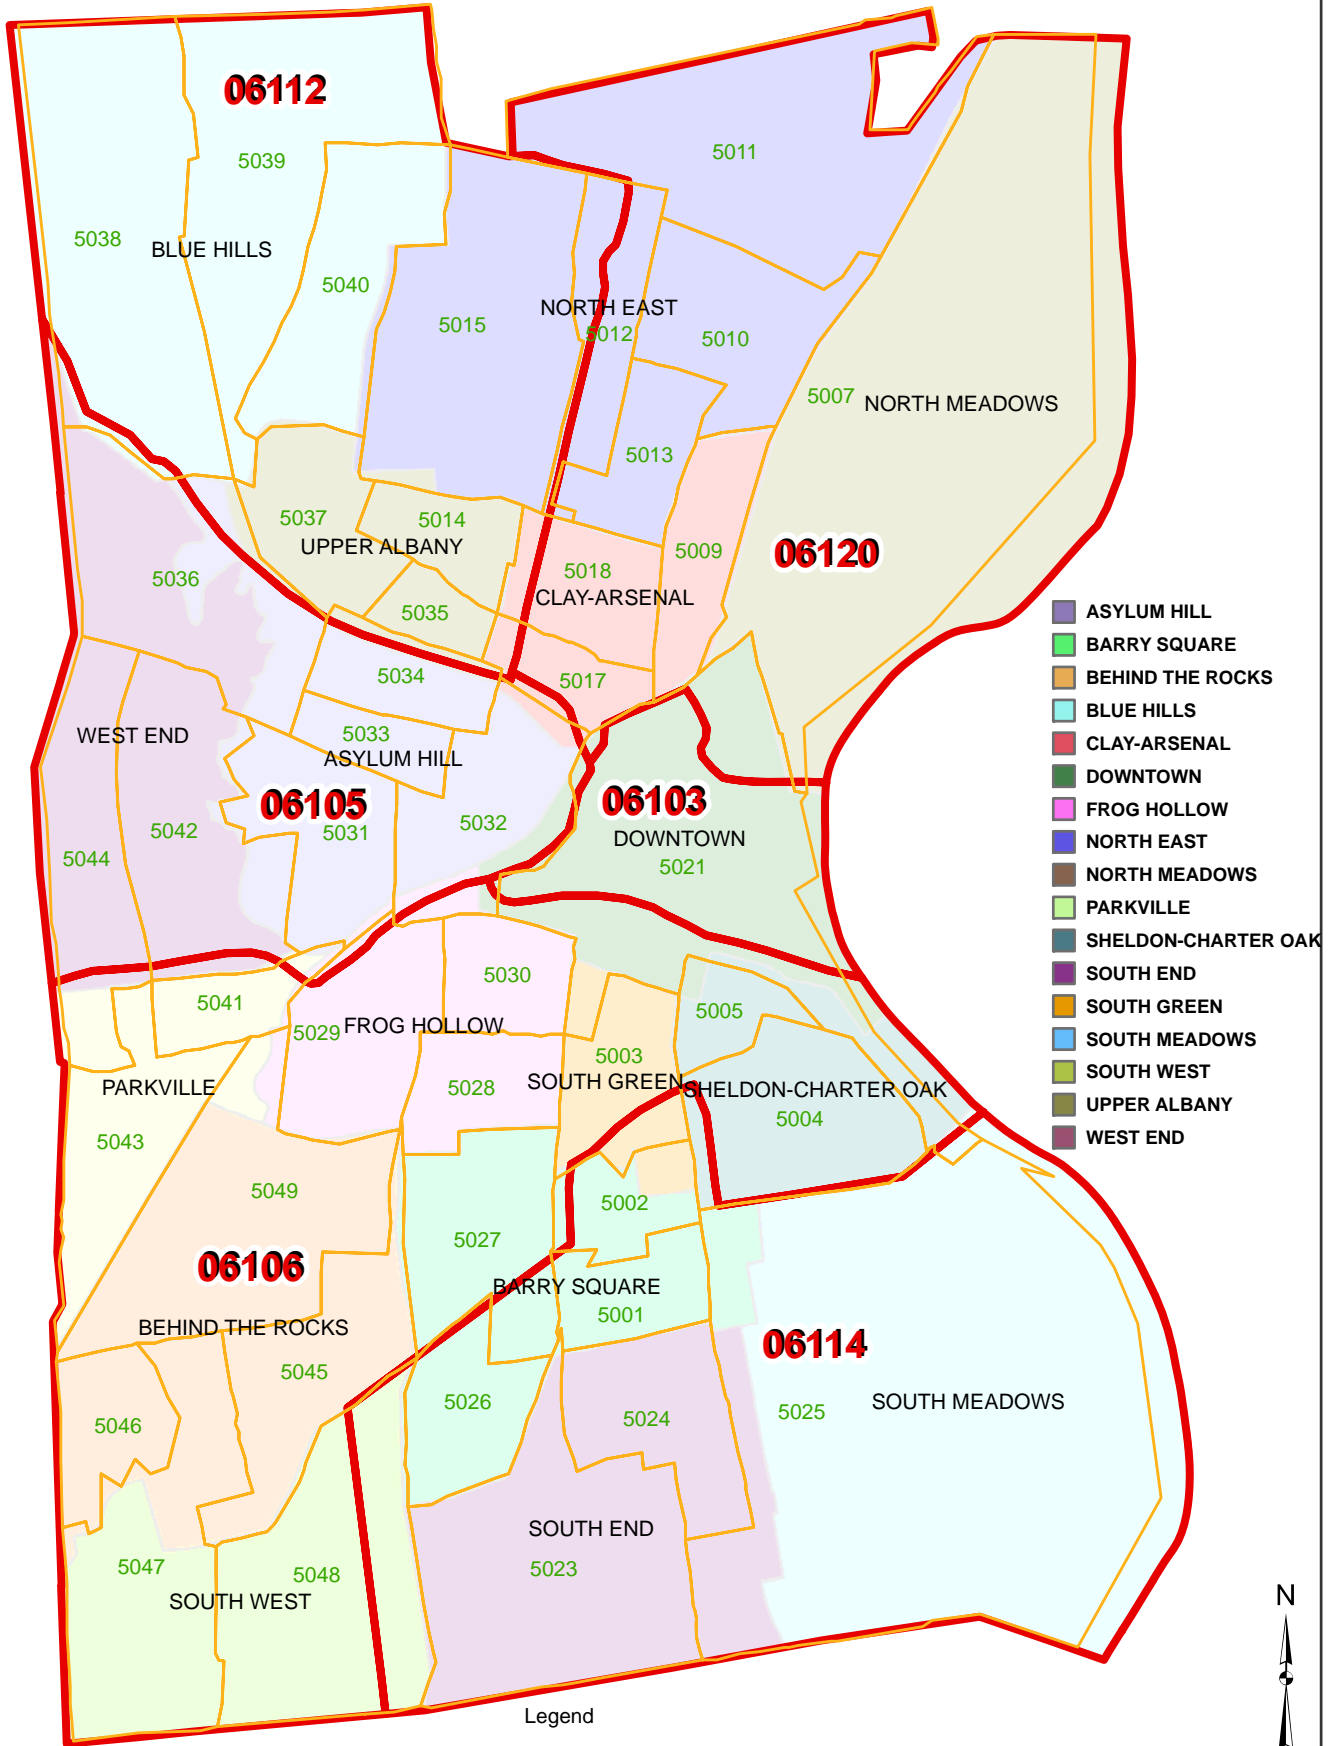 06112
5011
5039
5038
BLUE HILLS
5040
NORTH EAST
5015
5012
5010
5007
NORTH MEADOWS
5013
5037
5014
UPPER ALBANY
5009
06120
5018
CLAY-ARSENAL
5036
5035
5034
5017
WEST END
5033
ASYLUM HILL
06105
06103
5042
5031
5032
DOWNTOWN
5044
5021
5030
5041
5029
FROG HOLLOW
5005
5003
PARKVILLE
5028
SOUTH GREEN
SHELDON-CHARTER OAK
5004
5043
5049
5002
5027
06106
BARRY SQUARE
5001
BEHIND THE ROCKS
06114
5045
5046
5026
5024
5025
SOUTH MEADOWS
SOUTH END
5047
5048
5023
SOUTH WEST
Legend
ASYLUM HILL
BARRY SQUARE
BEHIND THE ROCKS
BLUE HILLS
CLAY-ARSENAL
DOWNTOWN
FROG HOLLOW
NORTH EAST
NORTH MEADOWS
PARKVILLE
SHELDON-CHARTER OAK
SOUTH END
SOUTH GREEN
SOUTH MEADOWS
SOUTH WEST
UPPER ALBANY
WEST END
N